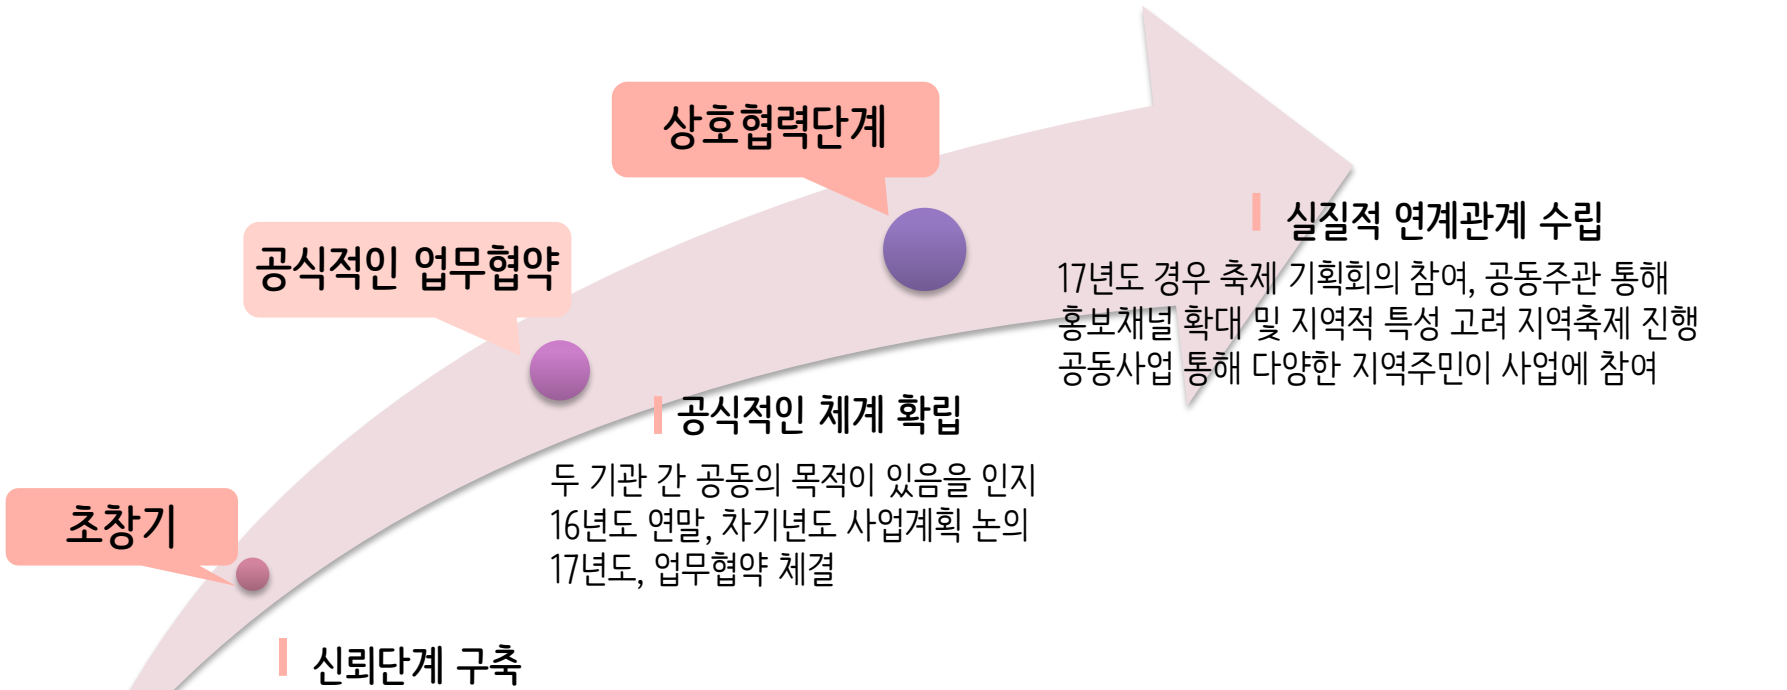 상호협력단계
실질적 연계관계 수립
17년도 경우 축제 기획회의 참여, 공동주관 통해
홍보채널 확대 및 지역적 특성 고려 지역축제 진행
공동사업 통해 다양한 지역주민이 사업에 참여
공식적인 업무협약
공식적인 체계 확립
두 기관 간 공동의 목적이 있음을 인지
16년도 연말, 차기년도 사업계획 논의
17년도, 업무협약 체결
초창기
신뢰단계 구축